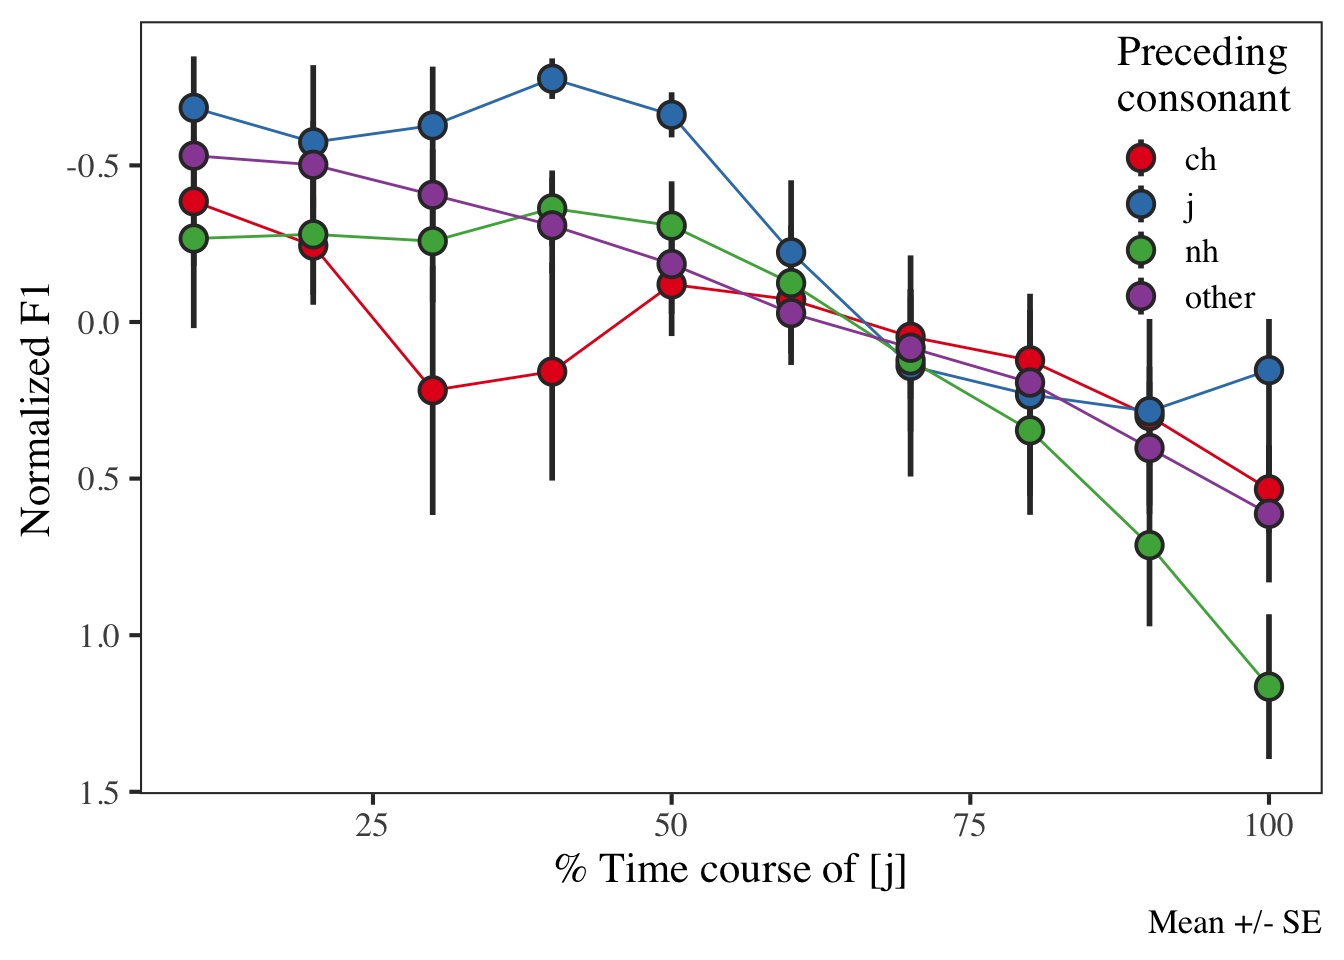 Preceding
consonant
ch
j
nh
other
Normalized F1
-0.5
0.0
0.5
1.0
1.5
25
50
75
100
% Time course of [j]
Mean +/- SE